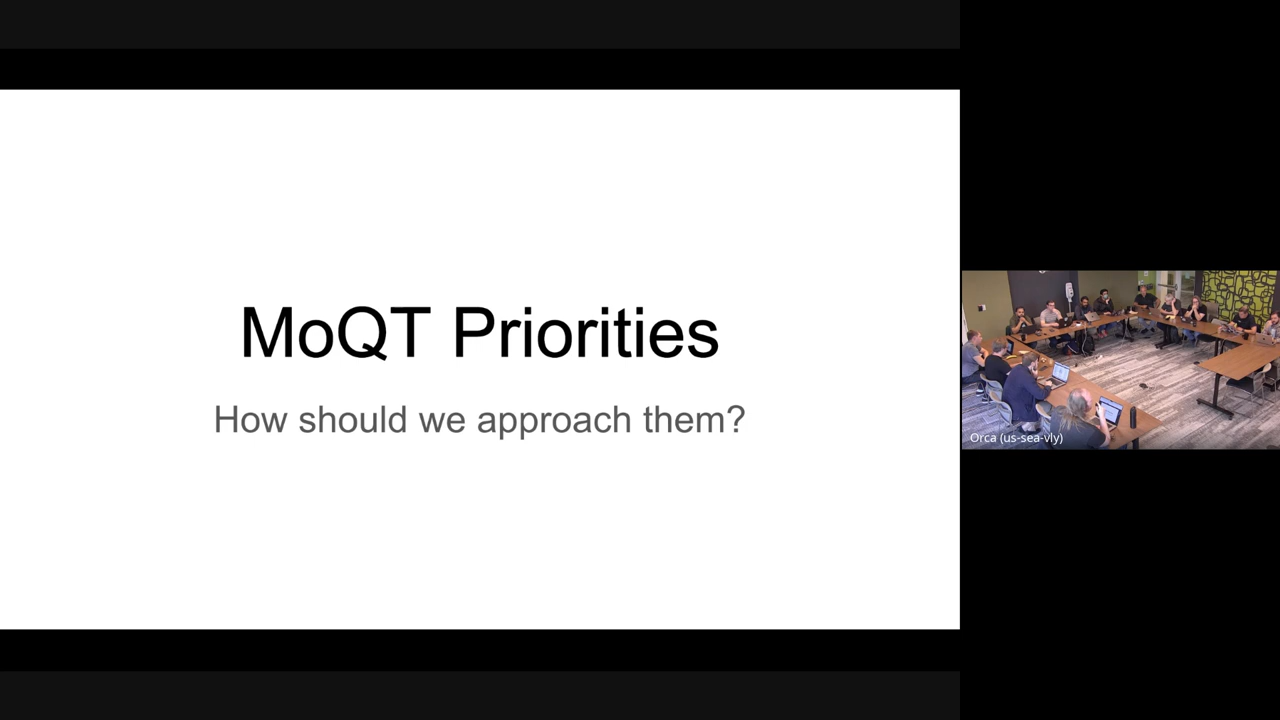 MoQT Priorities
How should we approach them?
Orca (us-sea-vly)